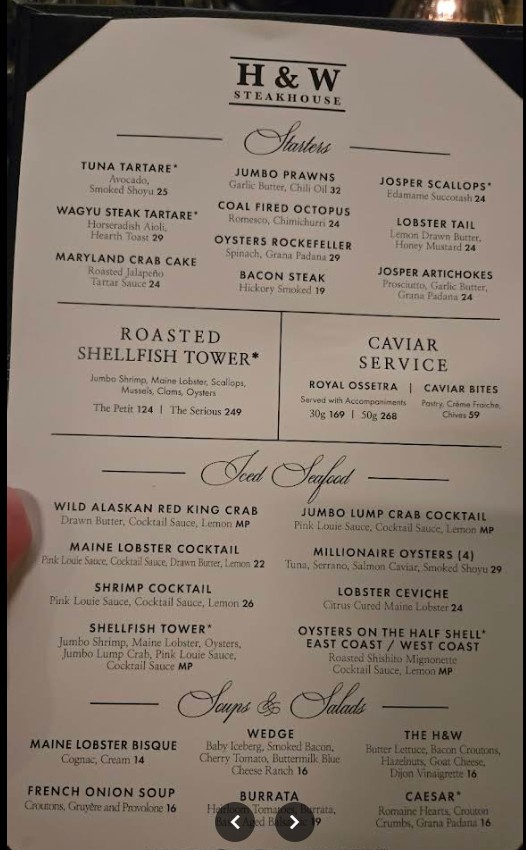 H & W
STEAKHOUSE
Starters
TUNA TARTARE*
Avocado,
Smoked Shoyu 25
WAGYU STEAK TARTARE*
Horseradish Aioli,
Hearth Toast 29
MARYLAND CRAB CAKE
Roasted Jalapeño
Tartar Sauce 24
JUMBO PRAWNS
Garlic Butter, Chili Oil 32
COAL FIRED OCTOPUS
Romesco, Chimichurri 24
OYSTERS ROCKEFELLER
Spinach, Grana Padana 29
BACON STEAK
Hickory Smoked 19
JOSPER SCALLOPS*
Edamame Succotash 24
LOBSTER TAIL
Lemon Drawn Butter,
Honey Mustard 24
JOSPER ARTICHOKES
Prosciutto, Garlic Butter,
Grana Padana 24
ROASTED
SHELLFISH TOWER*
Jumbo Shrimp, Maine Lobster, Scallops,
Mussels, Clams, Oysters
The Petit 124 | The Serious 249
CAVIAR
SERVICE
ROYAL OSSETRA | CAVIAR BITES
Served with Accompaniments
30g 169 | 50g 268
Pastry, Crème Fraiche,
Chives 59
Iced Seafood
WILD ALASKAN RED KING CRAB
Drawn Butter, Cocktail Sauce, Lemon MP
MAINE LOBSTER COCKTAIL
Pink Louie Sauce, Cocktail Sauce, Drawn Butter, Lemon 22
SHRIMP COCKTAIL
Pink Louie Sauce, Cocktail Sauce, Lemon 26
SHELLFISH TOWER*
Jumbo Shrimp, Maine Lobster, Oysters,
Jumbo Lump Crab, Pink Louie Sauce,
Cocktail Sauce MP
JUMBO LUMP CRAB COCKTAIL
Pink Louie Sauce, Cocktail Sauce, Lemon MP
MILLIONAIRE OYSTERS (4)
Tuna, Serrano, Salmon Caviar, Smoked Shoyu 29
LOBSTER CEVICHE
Citrus Cured Maine Lobster 24
OYSTERS ON THE HALF SHELL*
EAST COAST / WEST COAST
Roasted Shishito Mignonette
Cocktail Sauce, Lemon MP
Soups & Salads
MAINE LOBSTER BISQUE
Cognac, Cream 14
FRENCH ONION SOUP
Croutons, Gruyère and Provolone 16
WEDGE
Baby Iceberg, Smoked Bacon,
Cherry Tomato, Buttermilk Blue
Cheese Ranch 16
BURRATA
Heirloom Tomatoes, Burrata,
Aged 19
THE H&W
Butter Lettuce, Bacon Croutons,
Hazelnuts, Goat Cheese,
Dijon Vinaigrette 16
CAESAR*
Romaine Hearts, Crouton
Crumbs, Grana Padana 16